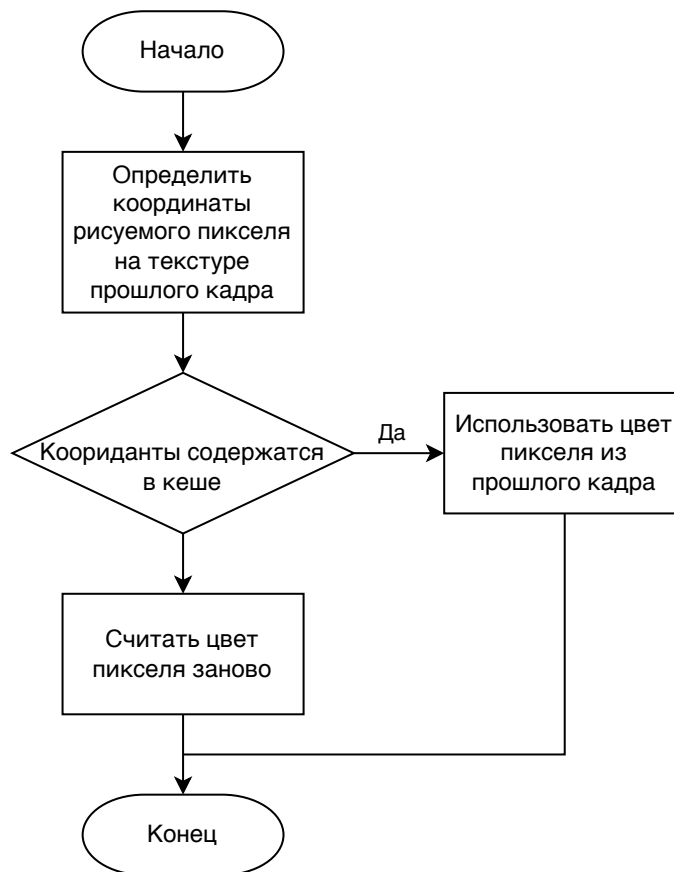 Начало
Определить
координаты
рисуемого пикселя
на текстуре
прошлого кадра
Коориданты содержатся
в кеше
Да
Использовать цвет
пикселя из
прошлого кадра
Считать цвет
пикселя заново
Конец